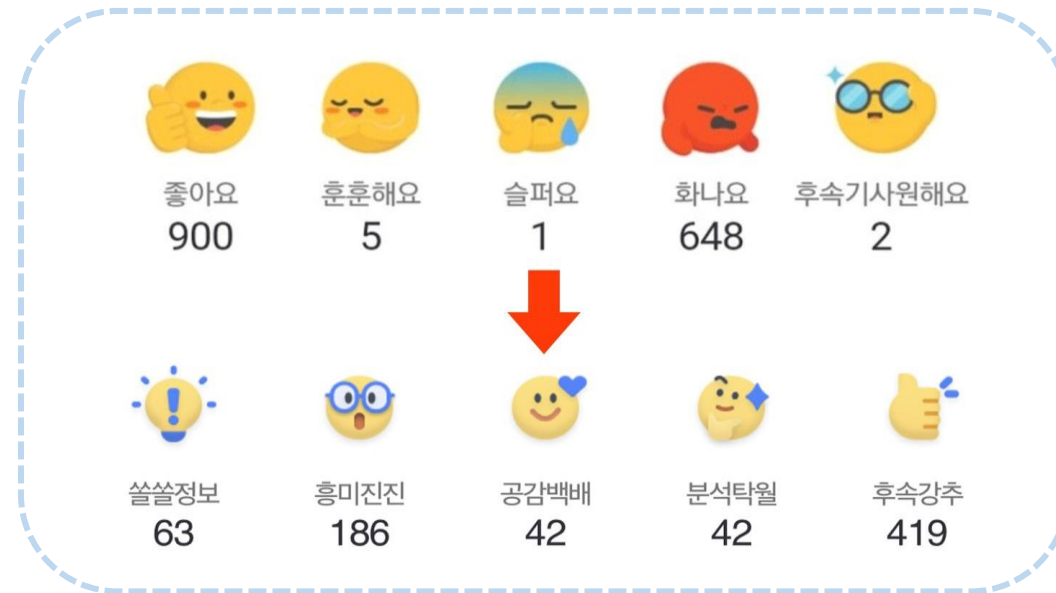 좋아요 훈훈해요 슬퍼요 화나요 후속기사원해요
900 5 1 648 2
쏠쏠정보 흥미진진 공감백배 분석탁월 후속강추
63 186 42 42 419